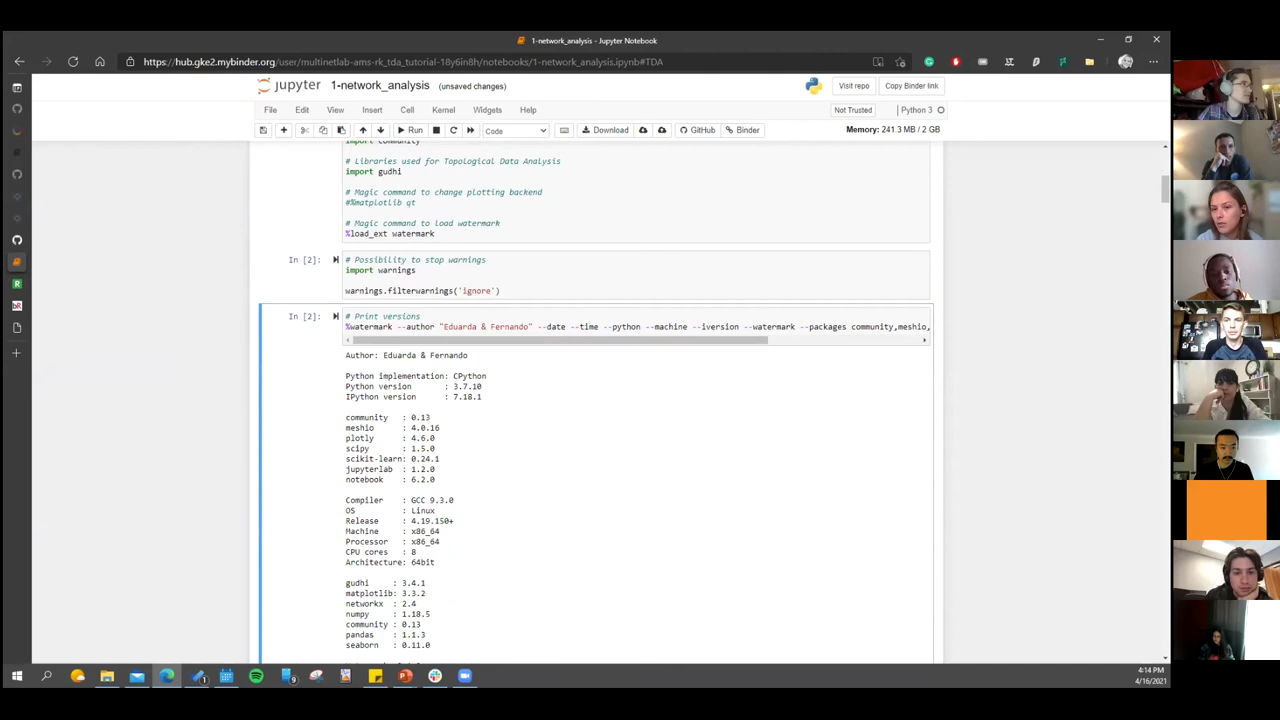 1-network_analysis - Jupyter Notebook
https://hub.gke2.mybinder.org/user/multinetlab-ams-rk_tda_tutorial-18y6in8h/notebooks/1-network_analysis.ipynb#TDA
jupyter 1-network_analysis (unsaved changes)
Visit repo Copy Binder link
File Edit View Insert Cell Kernel Widgets Help
Not Trusted Python 3
Run Code Download GitHub Binder Memory: 241.3 MB / 2 GB
import community
# Libraries used for Topological Data Analysis
import gudhi
# Magic command to change plotting backend
#%matplotlib qt
# Magic command to load watermark
%load_ext watermark
In [2]: # Possibility to stop warnings
import warnings
warnings.filterwarnings('ignore')
In [2]: # Print versions
%watermark --author "Eduarda & Fernando" --date --time --python --machine --iversion --watermark --packages community,meshio,
Author: Eduarda & Fernando
Python implementation: CPython
Python version : 3.7.10
IPython version : 7.18.1
community : 0.13
meshio : 4.0.16
plotly : 4.6.0
scipy : 1.5.0
scikit-learn: 0.24.1
jupyterlab : 1.2.0
notebook : 6.2.0
Compiler : GCC 9.3.0
OS : Linux
Release : 4.19.150+
Machine : x86_64
Processor : x86_64
CPU cores : 8
Architecture: 64bit
gudhi : 3.4.1
matplotlib: 3.3.2
networkx : 2.4
numpy : 1.18.5
community : 0.13
pandas : 1.1.3
seaborn : 0.11.0
4:14 PM
4/16/2021